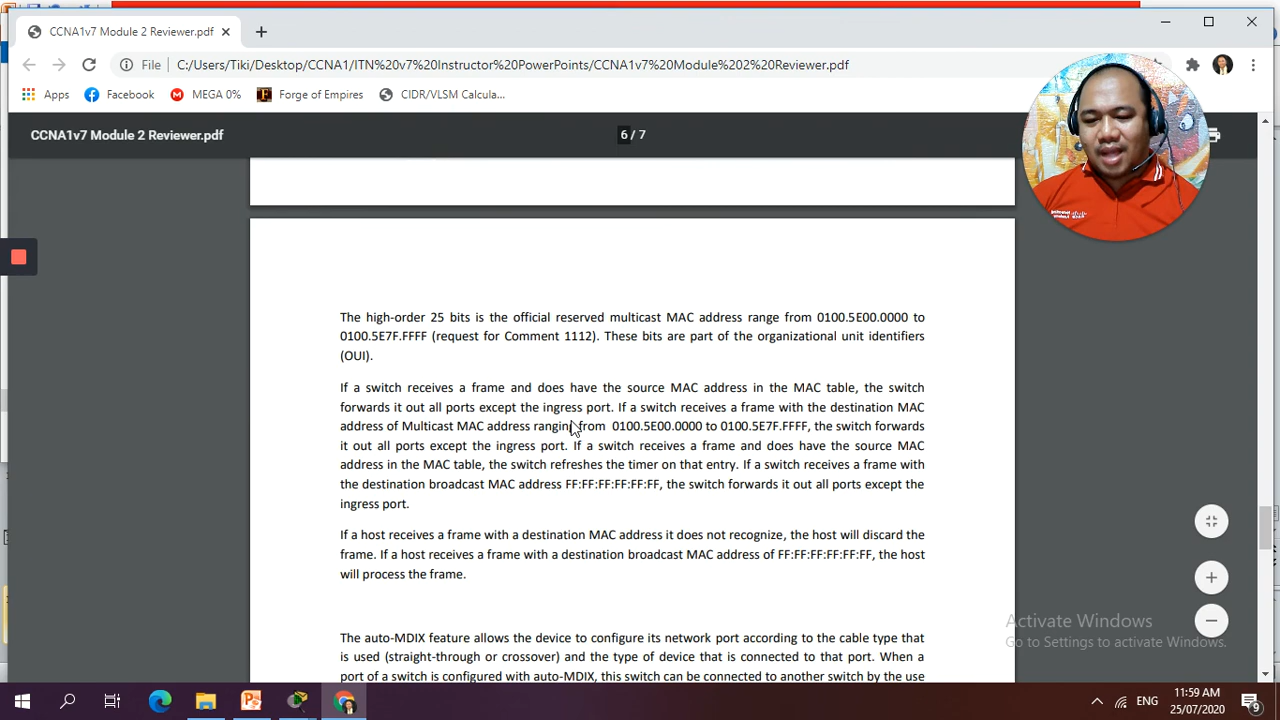 CCNA1v7 Module 2 Reviewer.pdf
File C:/Users/Tiki/Desktop/CCNA1/ITN%20v7%20Instructor%20PowerPoints/CCNA1v7%20Module%202%20Reviewer.pdf
Apps Facebook MEGA 0% Forge of Empires CIDR/VLSM Calcula...
CCNA1v7 Module 2 Reviewer.pdf 6 / 7
The high-order 25 bits is the official reserved multicast MAC address range from 0100.5E00.0000 to
0100.5E7F.FFFF (request for Comment 1112). These bits are part of the organizational unit identifiers
(OUI).
If a switch receives a frame and does have the source MAC address in the MAC table, the switch
forwards it out all ports except the ingress port. If a switch receives a frame with the destination MAC
address of Multicast MAC address rangin from 0100.5E00.0000 to 0100.5E7F.FFFF, the switch forwards
it out all ports except the ingress port. If a switch receives a frame and does have the source MAC
address in the MAC table, the switch refreshes the timer on that entry. If a switch receives a frame with
the destination broadcast MAC address FF:FF:FF:FF:FF:FF, the switch forwards it out all ports except the
ingress port.
If a host receives a frame with a destination MAC address it does not recognize, the host will discard the
frame. If a host receives a frame with a destination broadcast MAC address of FF:FF:FF:FF:FF:FF, the host
will process the frame.
The auto-MDIX feature allows the device to configure its network port according to the cable type that
is used (straight-through or crossover) and the type of device that is connected to that port. When a
port of a switch is configured with auto-MDIX, this switch can be connected to another switch by the use
Activate Windows
Go to Settings to activate Windows.
ENG
11:59 AM
25/07/2020
9